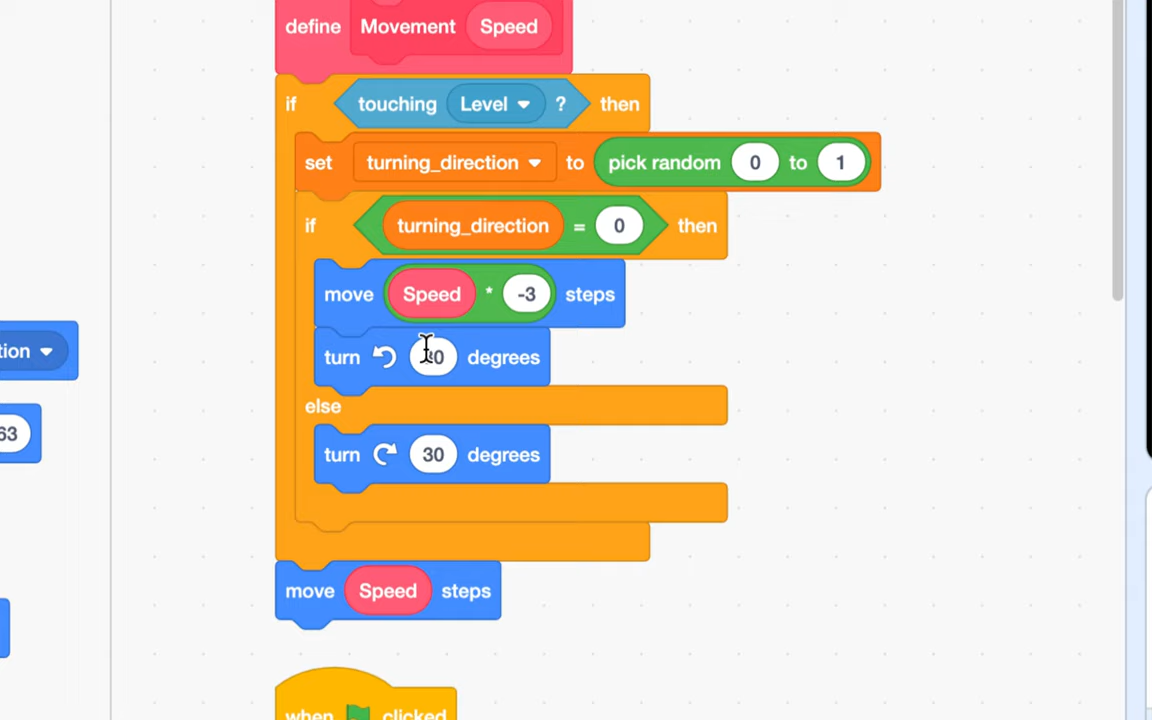 define Movement Speed
if touching Level ? then
set turning_direction to pick random 0 to 1
if turning_direction = 0 then
move Speed * -3 steps
tion
turn 30 degrees
else
63
turn 30 degrees
move Speed steps
when clicked